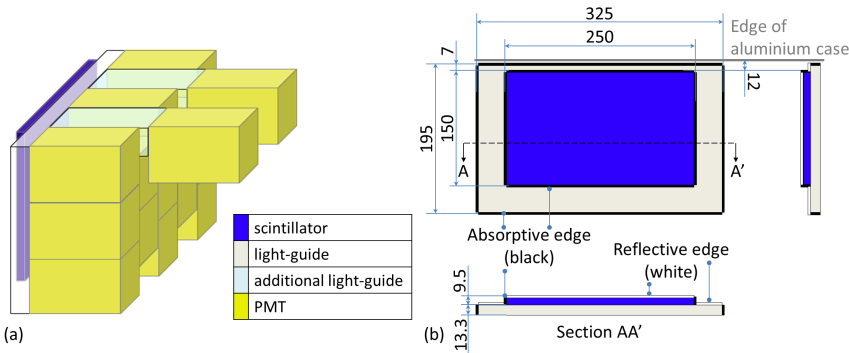 scintillator
light-guide
additional light-guide
PMT
(a)
325
250
Edge of
aluminium case
7
12
195
150
A
A'
Absorptive edge
(black)
Reflective edge
(white)
9.5
13.3
Section AA'
(b)